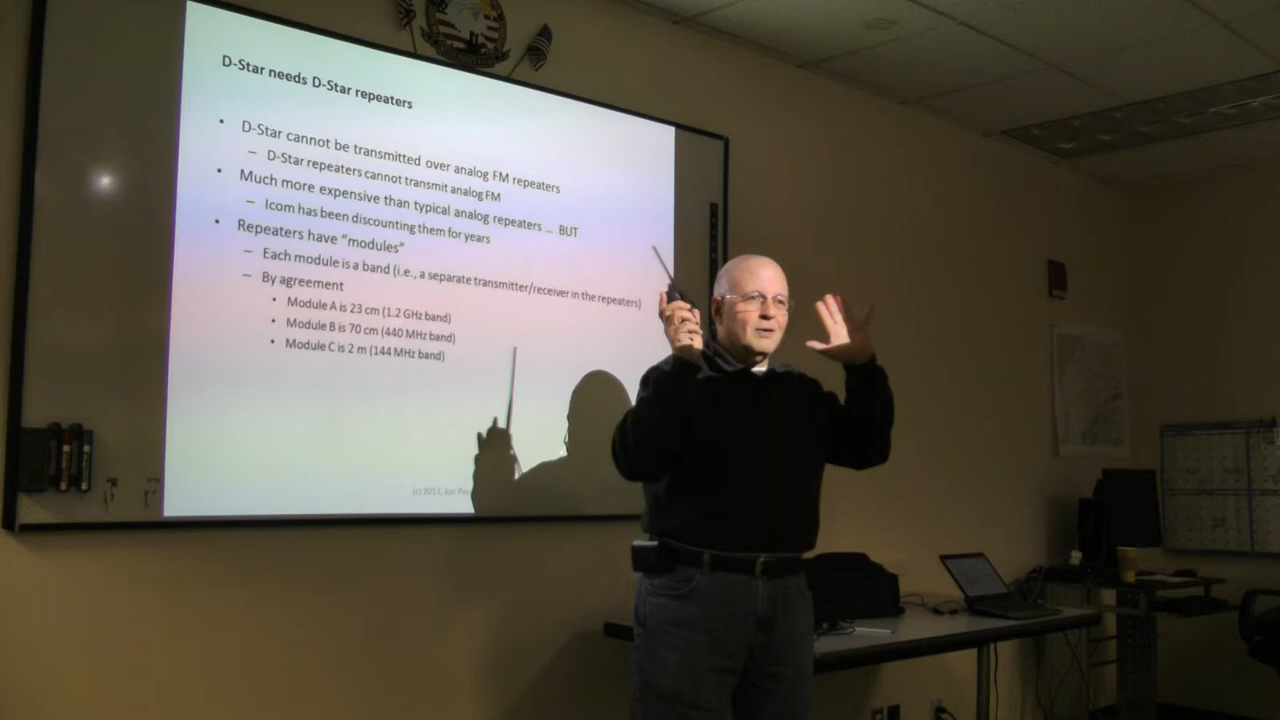 D-Star needs D-Star repeaters
• D-Star cannot be transmitted over analog FM repeaters
– D-Star repeaters cannot transmit analog FM
• Much more expensive than typical analog repeaters ... BUT
– Icom has been discounting them for years
• Repeaters have “modules”
– Each module is a band (i.e., a separate transmitter/receiver in the repeaters)
– By agreement
• Module A is 23 cm (1.2 GHz band)
• Module B is 70 cm (440 MHz band)
• Module C is 2 m (144 MHz band)
(c) 2011, Jon